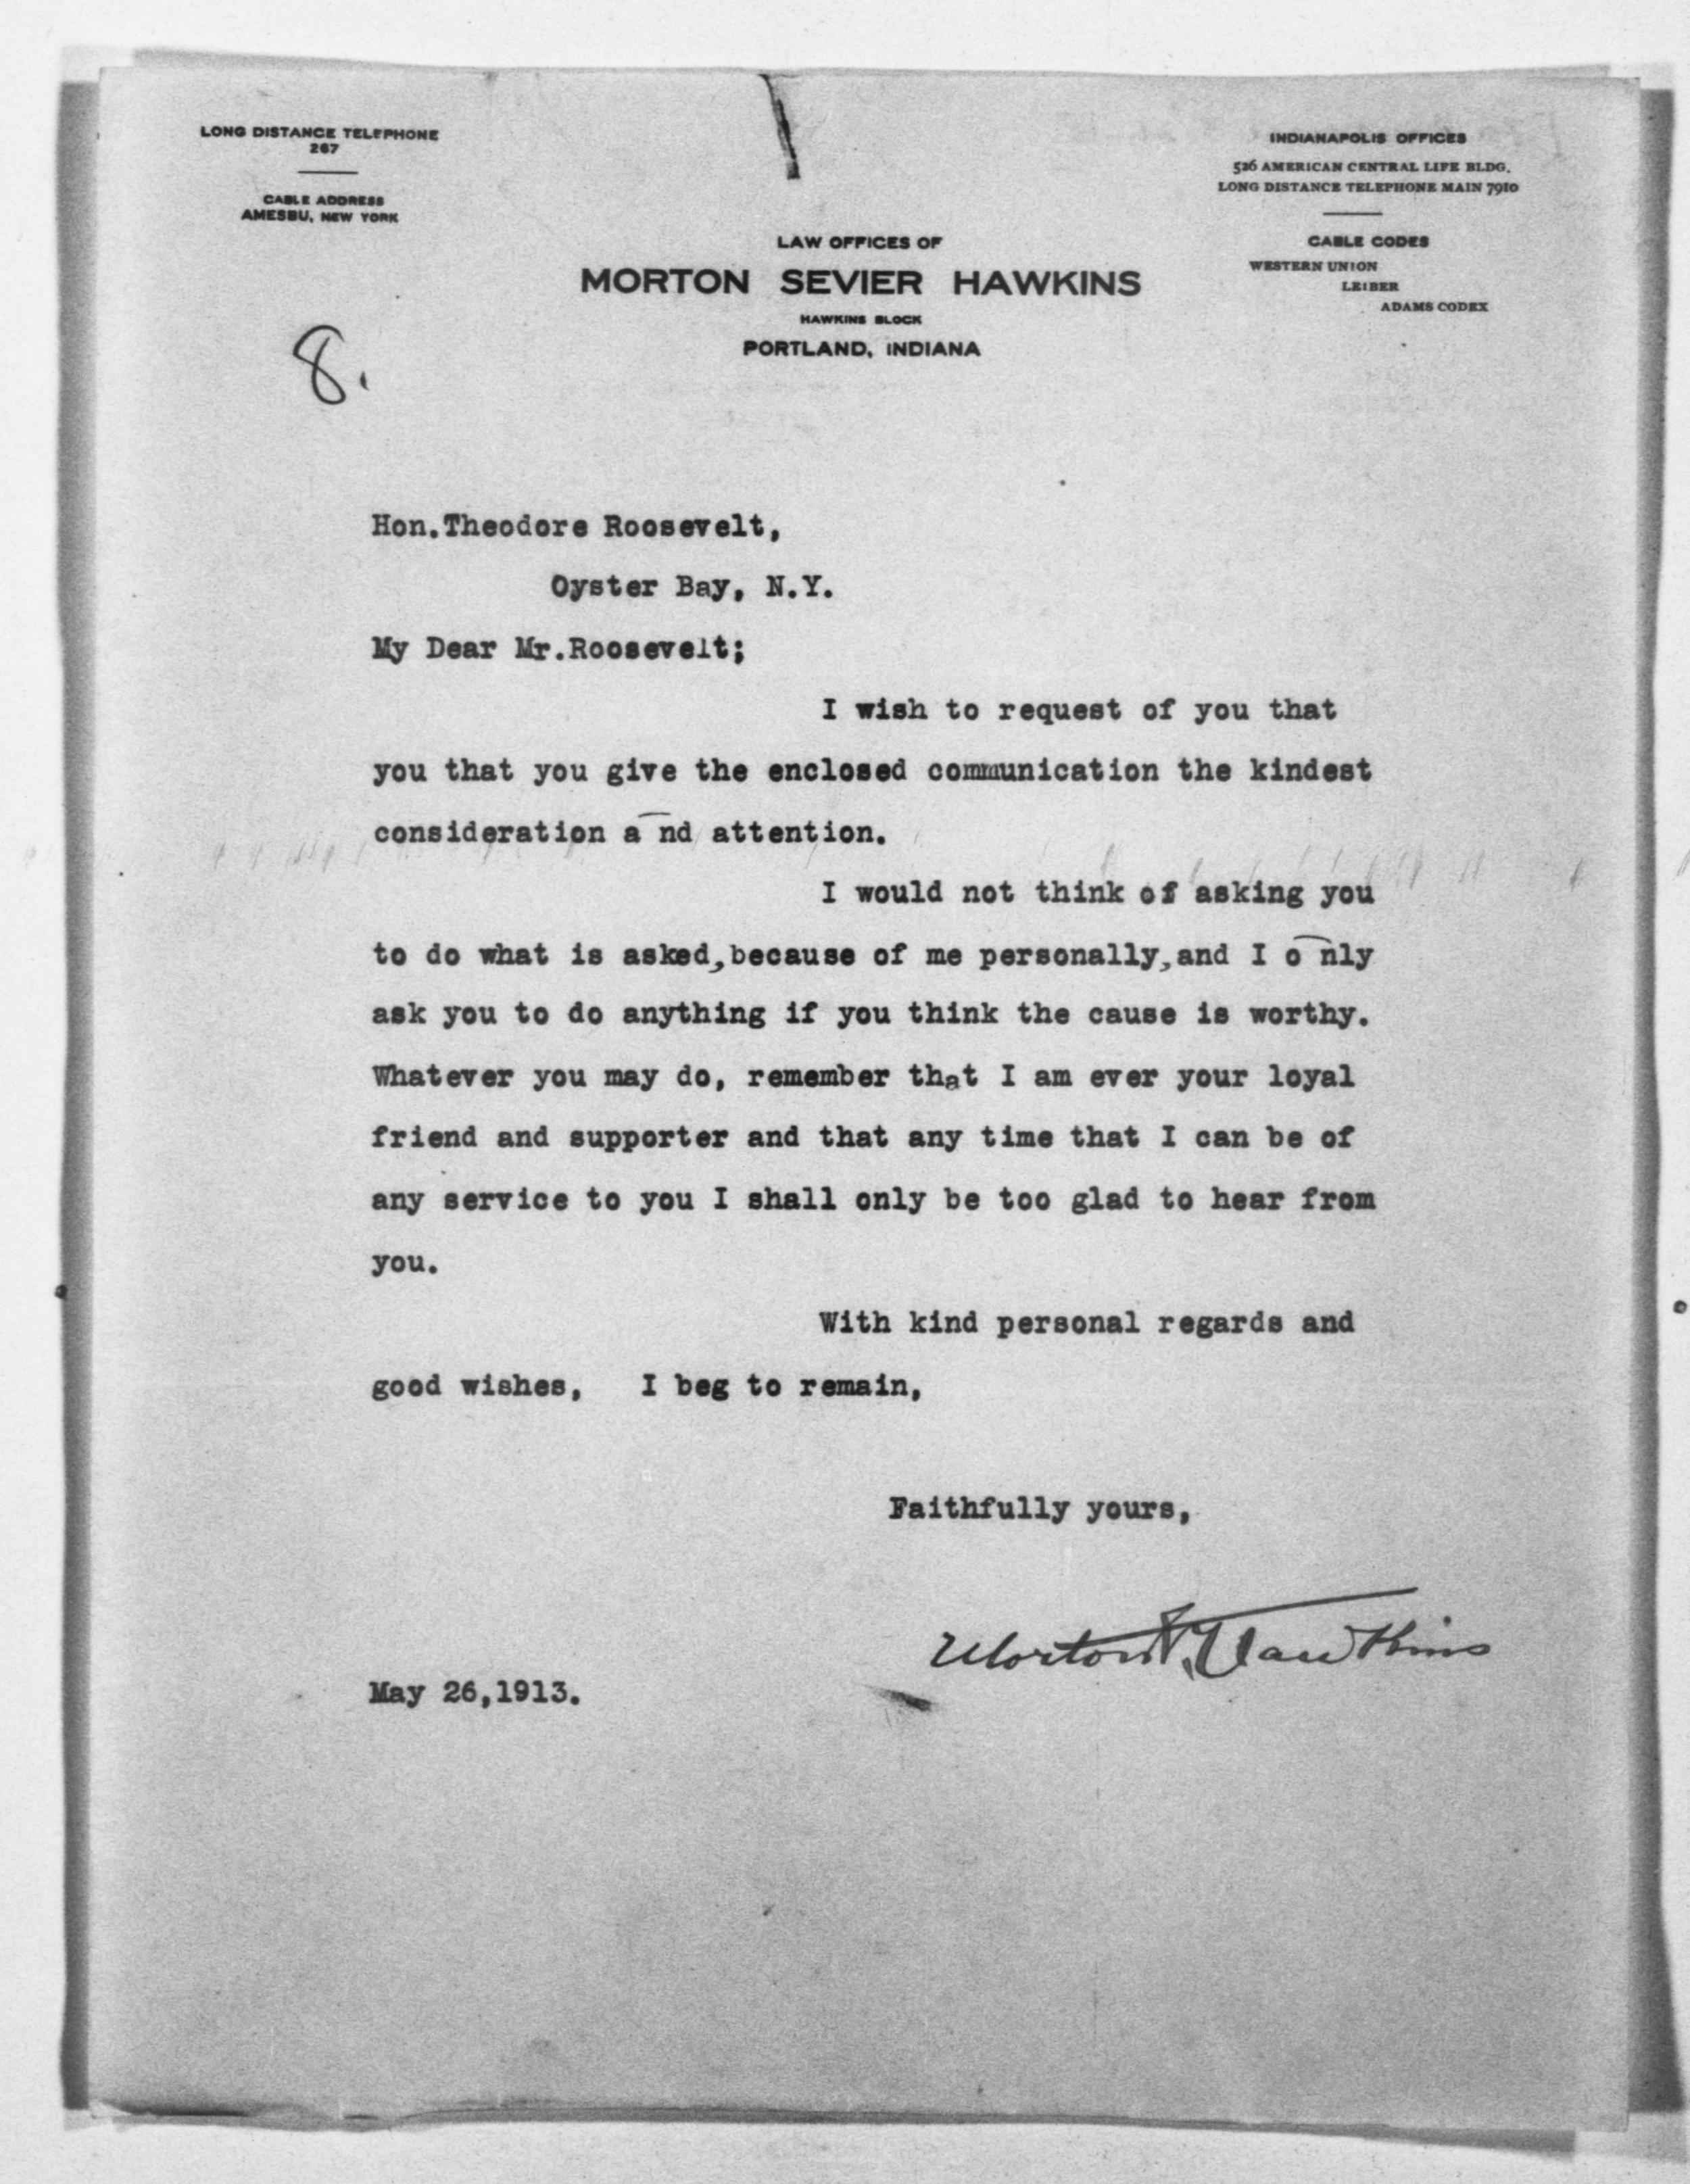 LONG DISTANCE TELEPHONE
267
CABLE ADDRESS
AMESBU, NEW YORK
INDIANAPOLIS OFFICES
526 AMERICAN CENTRAL LIFE BLDG.
LONG DISTANCE TELEPHONE MAIN 7910
CABLE CODES
WESTERN UNION
LEIBER
ADAMS CODEX
LAW OFFICES OF
MORTON SEVIER HAWKINS
HAWKINS BLOCK
PORTLAND, INDIANA
8.
Hon.Theodore Roosevelt,
Oyster Bay, N.Y.
My Dear Mr.Roosevelt;
I wish to request of you that
you that you give the enclosed communication the kindest
consideration a nd attention.
I would not think of asking you
to do what is asked,because of me personally,and I o nly
ask you to do anything if you think the cause is worthy.
Whatever you may do, remember that I am ever your loyal
friend and supporter and that any time that I can be of
any service to you I shall only be too glad to hear from
you.
With kind personal regards and
good wishes, I beg to remain,
Faithfully yours,
Morton S. Hawkins
May 26,1913.